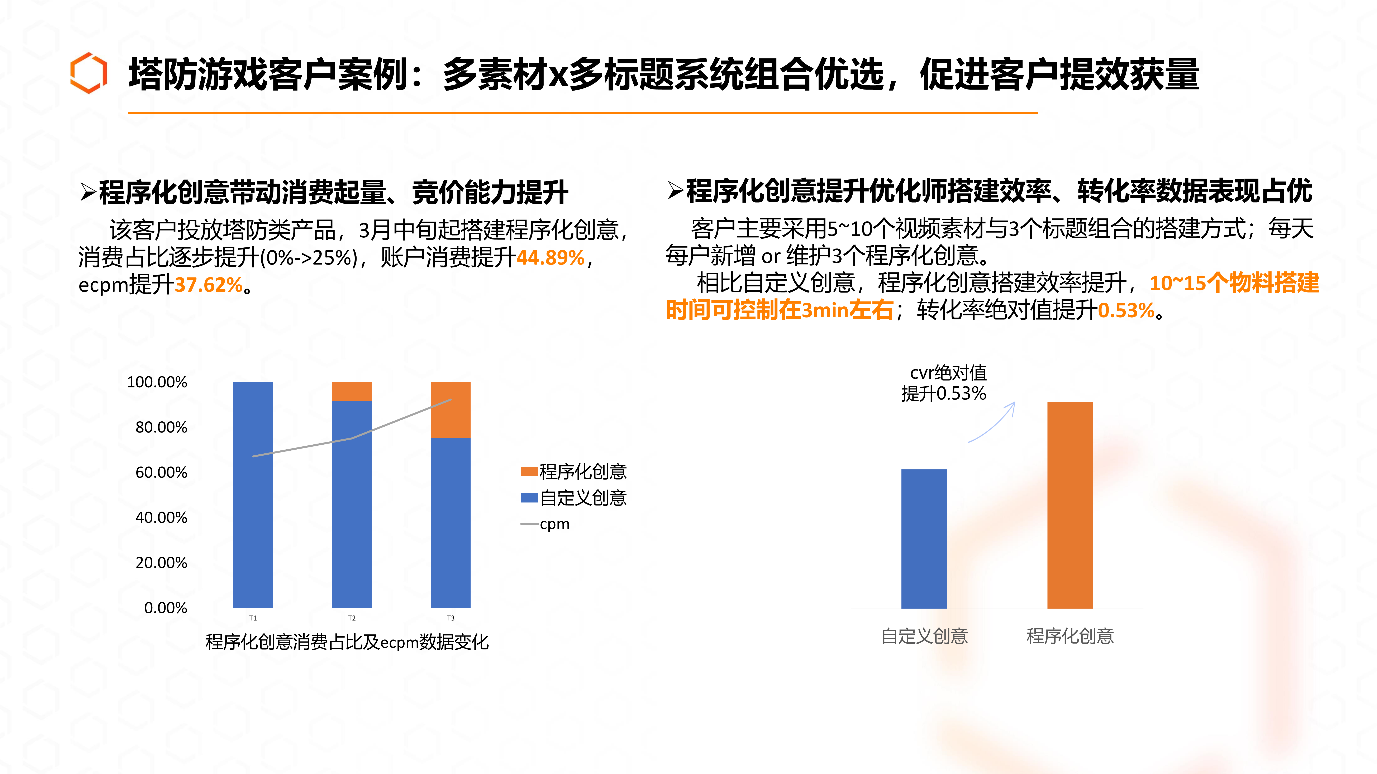 塔防游戏客户案例：多素材x多标题系统组合优选，促进客户提效获量
➢程序化创意带动消费起量、竞价能力提升
该客户投放塔防类产品，3月中旬起搭建程序化创意，
消费占比逐步提升(0%->25%)，账户消费提升44.89%，
ecpm提升37.62%。
➢程序化创意提升优化师搭建效率、转化率数据表现占优
客户主要采用5~10个视频素材与3个标题组合的搭建方式；每天
每户新增 or 维护3个程序化创意。
相比自定义创意，程序化创意搭建效率提升，10~15个物料搭建
时间可控制在3min左右；转化率绝对值提升0.53%。
100.00%
80.00%
60.00%
40.00%
20.00%
0.00%
T1
T2
T3
程序化创意消费占比及ecpm数据变化
程序化创意
自定义创意
cpm
cvr绝对值
提升0.53%
自定义创意
程序化创意